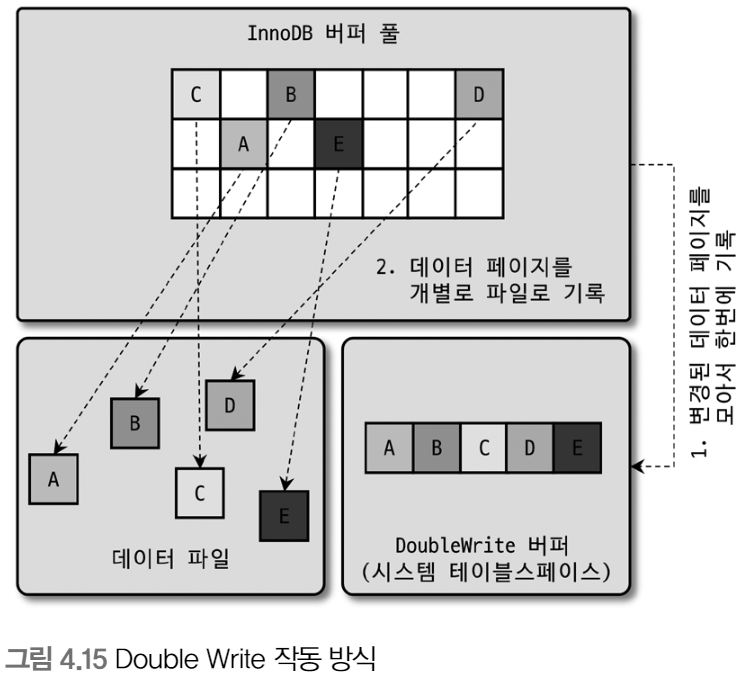 InnoDB 버퍼 풀
C B D
A E
2. 데이터 페이지를
개별로 파일로 기록
1. 변경된 데이터 페이지를
모아서 한번에 기록
D
B
A
C
E
데이터 파일
A B C D E
DoubleWrite 버퍼
(시스템 테이블스페이스)
그림 4.15 Double Write 작동 방식